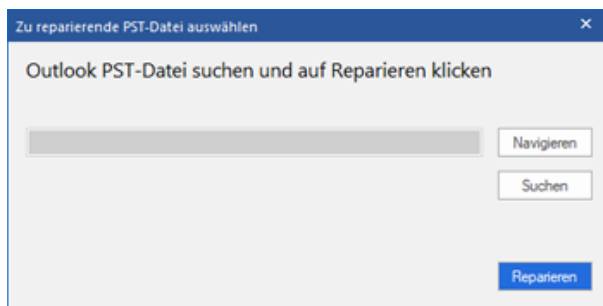 Zu reparierende PST-Datei auswählen
Outlook PST-Datei suchen und auf Reparieren klicken
Navigieren
Suchen
Reparieren